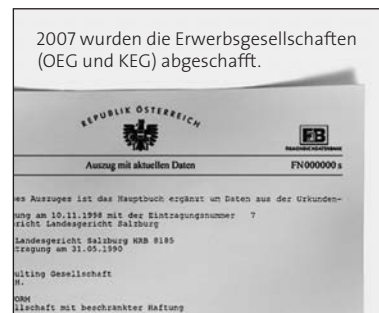 2007 wurden die Erwerbsgesellschaften
(OEG und KEG) abgeschafft.
REPUBLIK ÖSTERREICH
FB
FIRMENBUCHDATENBANK
Auszug mit aktuellen Daten FN000000 s
es Auszuges ist das Hauptbuch ergänzt um Daten aus der Urkunden-
ung am 10.11.1998 mit der Eintragungsnummer 7
richt Landesgericht Salzburg
Landesgericht Salzburg HRB 8185
tragung am 31.05.1990
ulting Gesellschaft
H.
ORM
llschaft mit beschränkter Haftung